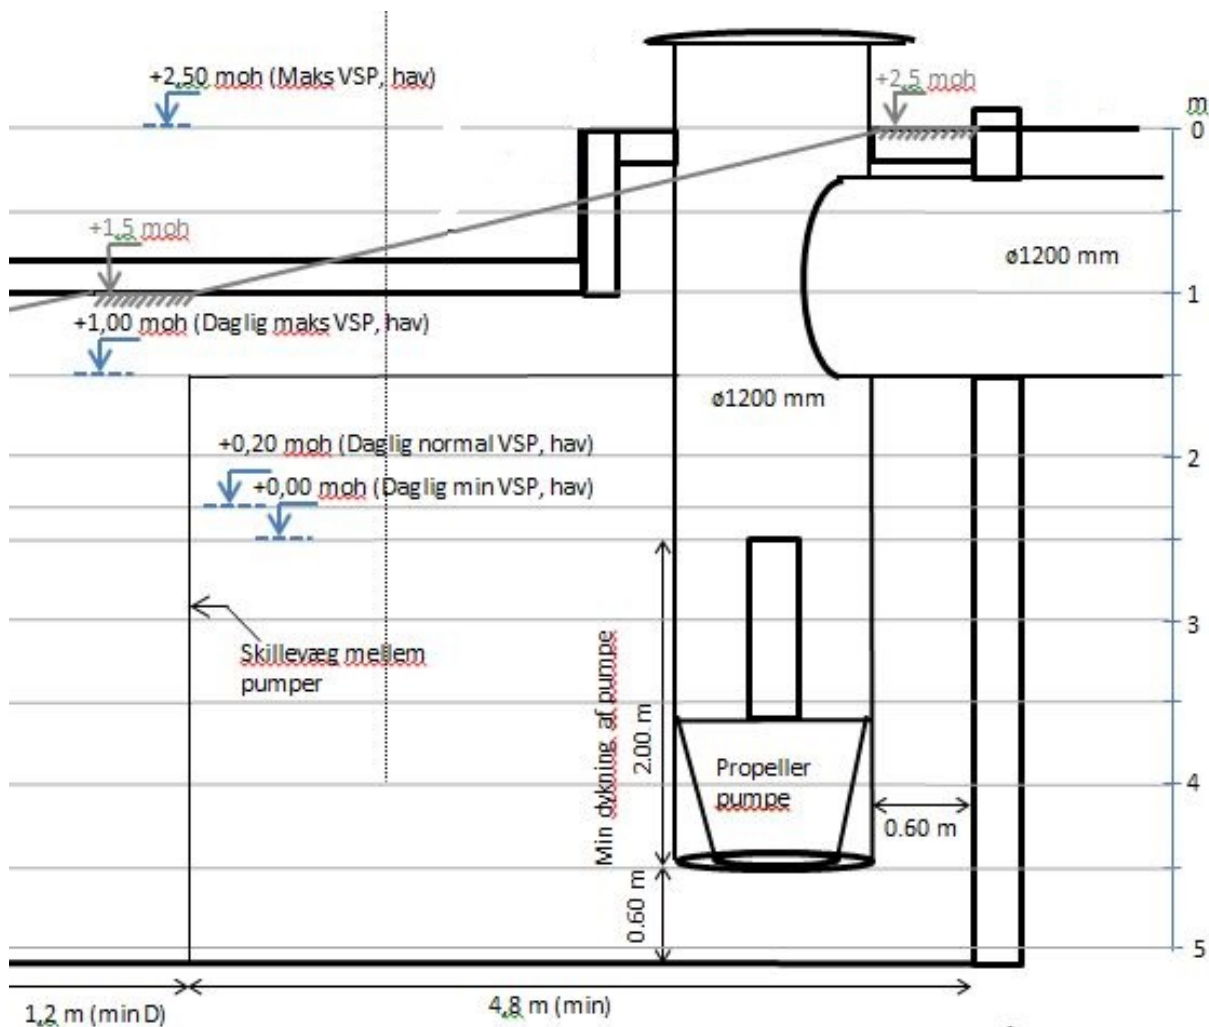 +2,50 moh (Maks VSP, hav)
+2,5 moh
m
0
+1,5 moh
ø1200 mm
1
+1,00 moh (Daglig maks VSP, hav)
ø1200 mm
+0,20 moh (Daglig normal VSP, hav)
2
+0,00 moh (Daglig min VSP, hav)
3
Skillevæg mellem
pumper
Min dykning af pumpe
2.00 m
Propeller
pumpe
4
0.60 m
0.60 m
5
1,2 m (min D)
4,8 m (min)